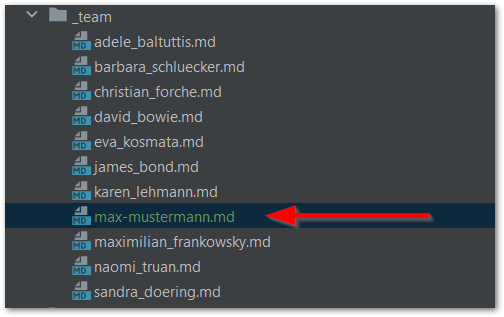 _team
MD adele_baltuttis.md
MD barbara_schluecker.md
MD christian_forche.md
MD david_bowie.md
MD eva_kosmata.md
MD james_bond.md
MD karen_lehmann.md
MD max-mustermann.md
MD maximilian_frankowsky.md
MD naomi_truan.md
MD sandra_doering.md